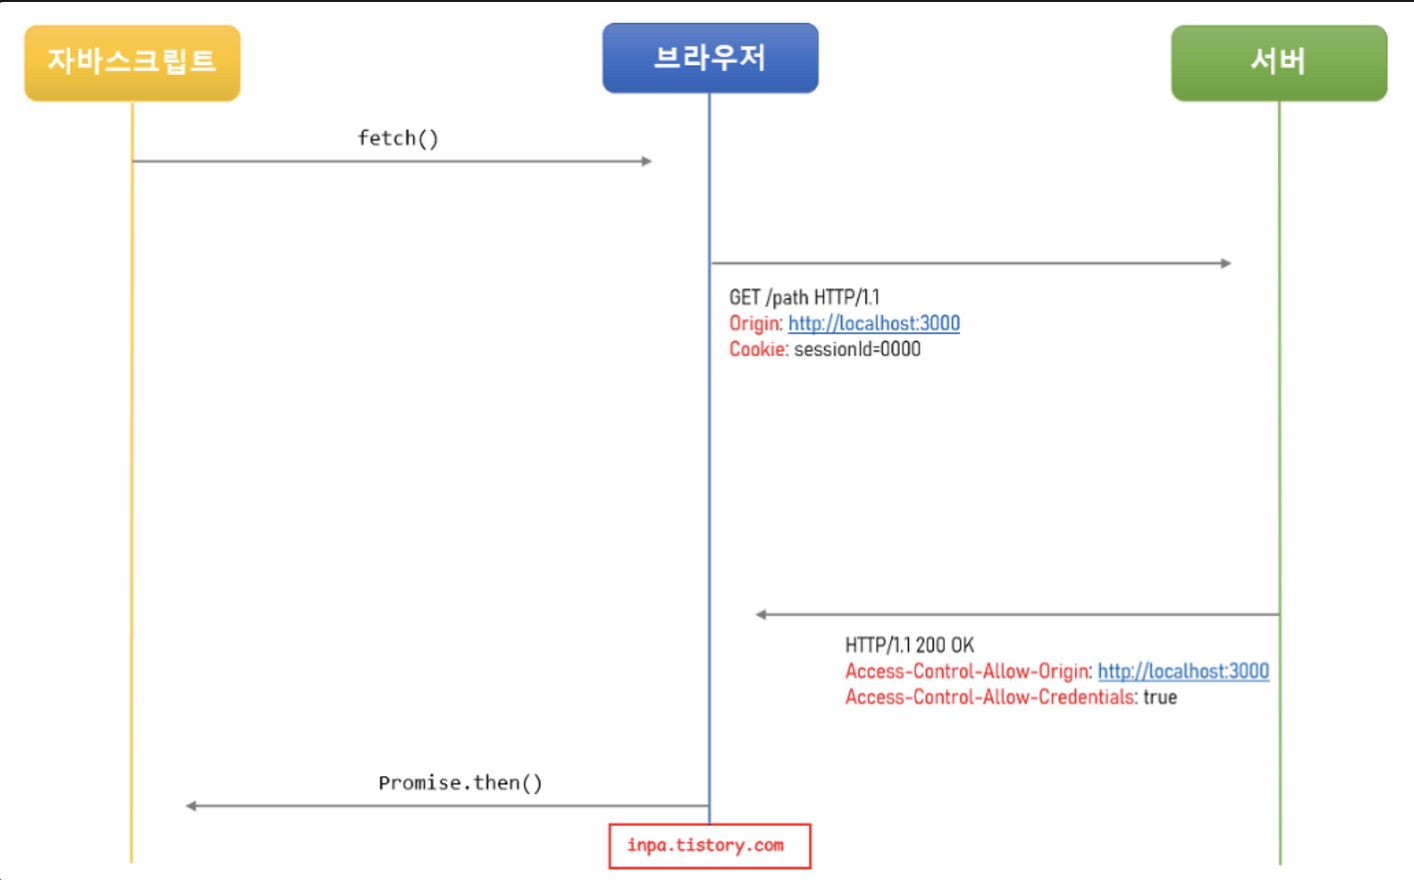 자바스크립트
브라우저
서버
fetch()
GET /path HTTP/1.1
Origin: http://localhost:3000
Cookie: sessionId=0000
HTTP/1.1 200 OK
Access-Control-Allow-Origin: http://localhost:3000
Access-Control-Allow-Credentials: true
Promise.then()
inpa.tistory.com